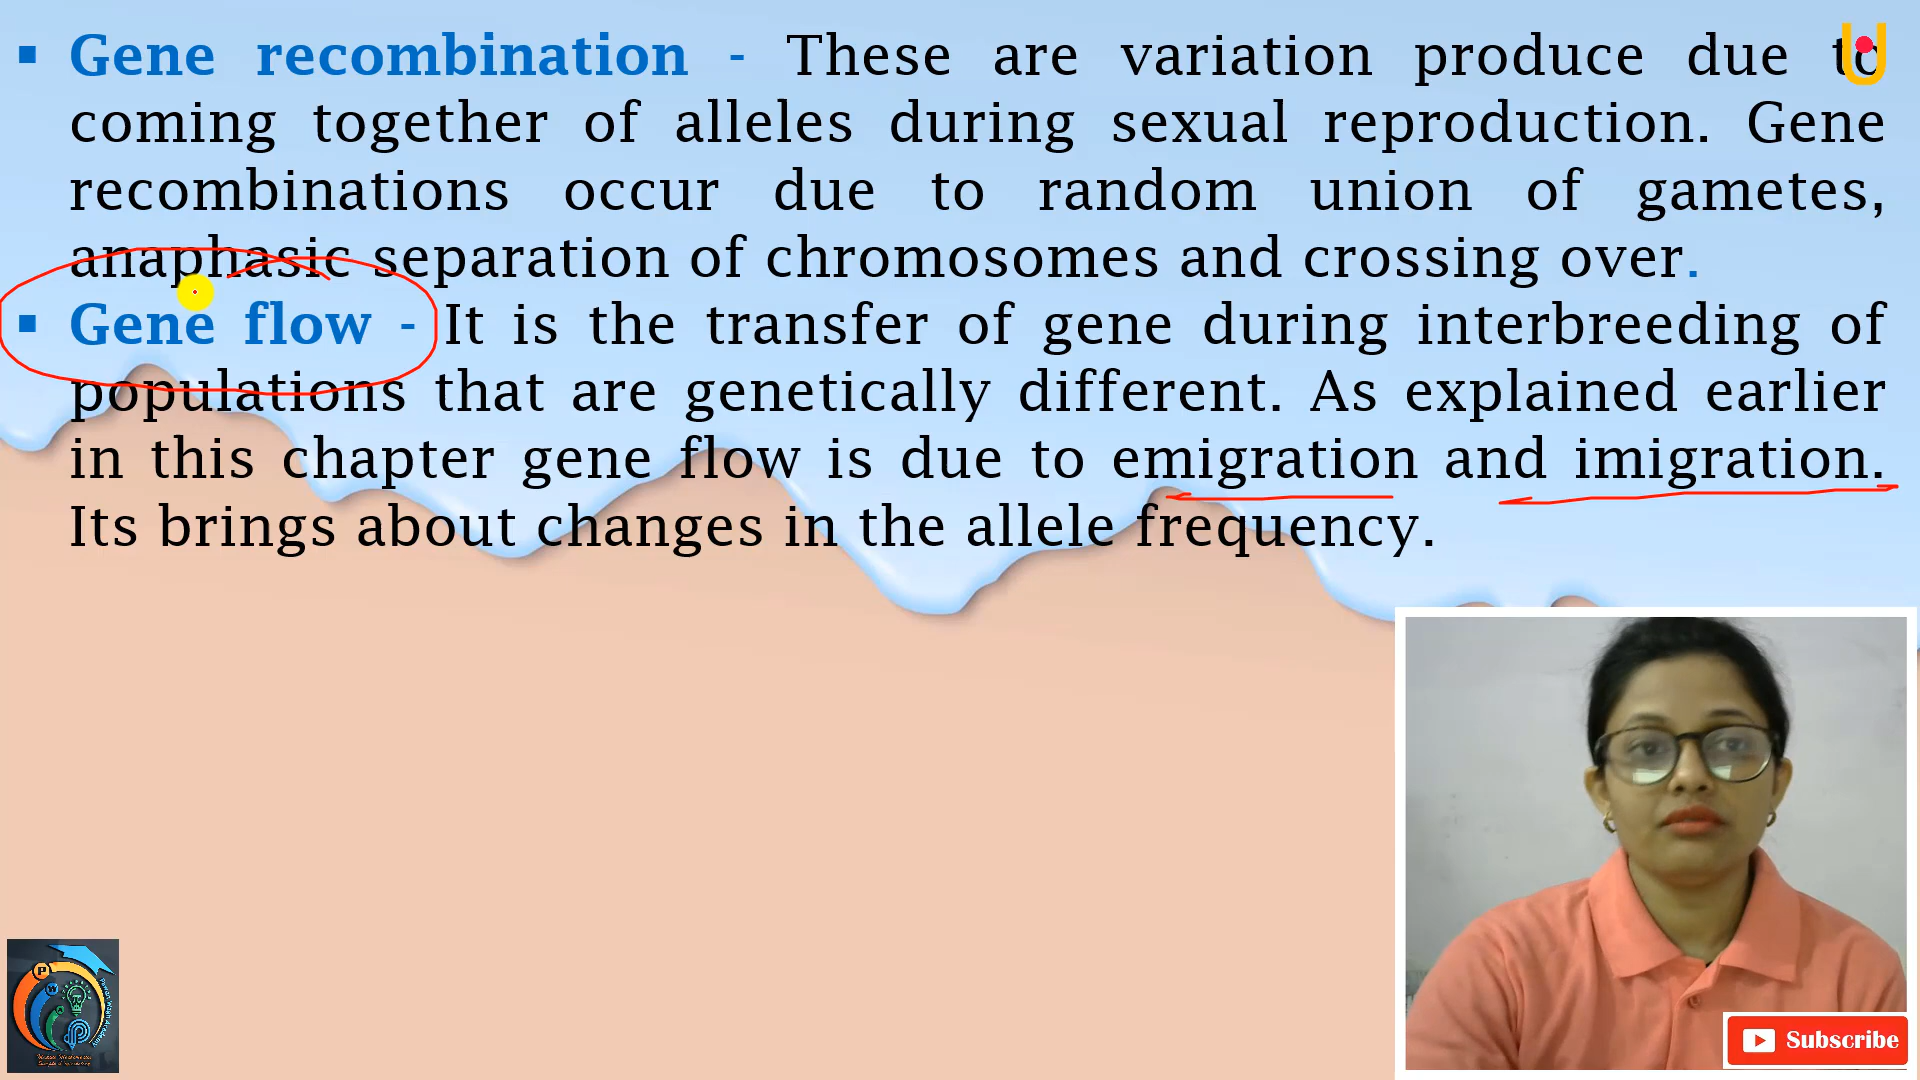 ▪ Gene recombination - These are variation produce due to
coming together of alleles during sexual reproduction. Gene
recombinations occur due to random union of gametes,
anaphasic separation of chromosomes and crossing over.
▪ Gene flow - It is the transfer of gene during interbreeding of
populations that are genetically different. As explained earlier
in this chapter gene flow is due to emigration and imigration.
Its brings about changes in the allele frequency.
U
P
W
Subscribe